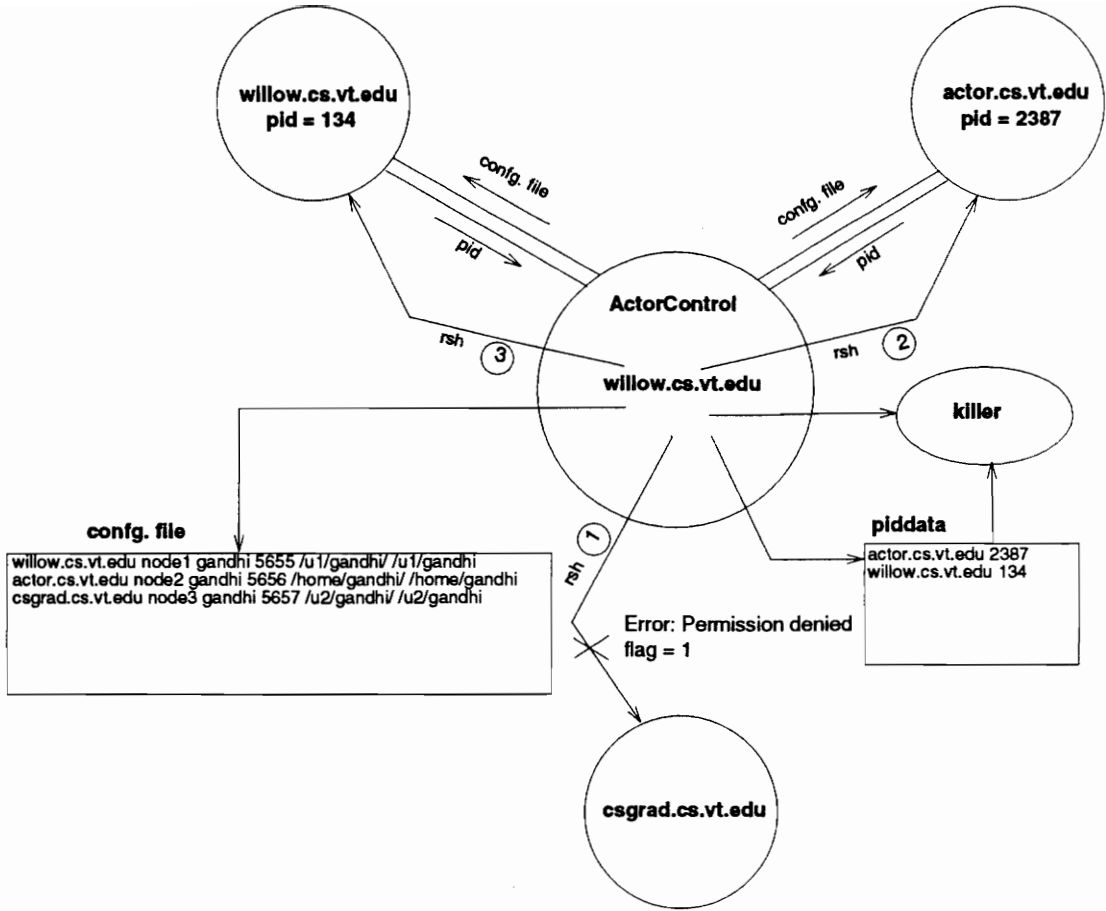 willow.cs.vt.edu
pid = 134
actor.cs.vt.edu
pid = 2387
confg. file
pid
confg. file
pid
ActorControl
willow.cs.vt.edu
rsh 3
rsh 2
killer
confg. file
willow.cs.vt.edu node1 gandhi 5655 /u1/gandhi/ /u1/gandhi
actor.cs.vt.edu node2 gandhi 5656 /home/gandhi/ /home/gandhi
csgrad.cs.vt.edu node3 gandhi 5657 /u2/gandhi/ /u2/gandhi
rsh 1
piddata
actor.cs.vt.edu 2387
willow.cs.vt.edu 134
Error: Permission denied
flag = 1
csgrad.cs.vt.edu